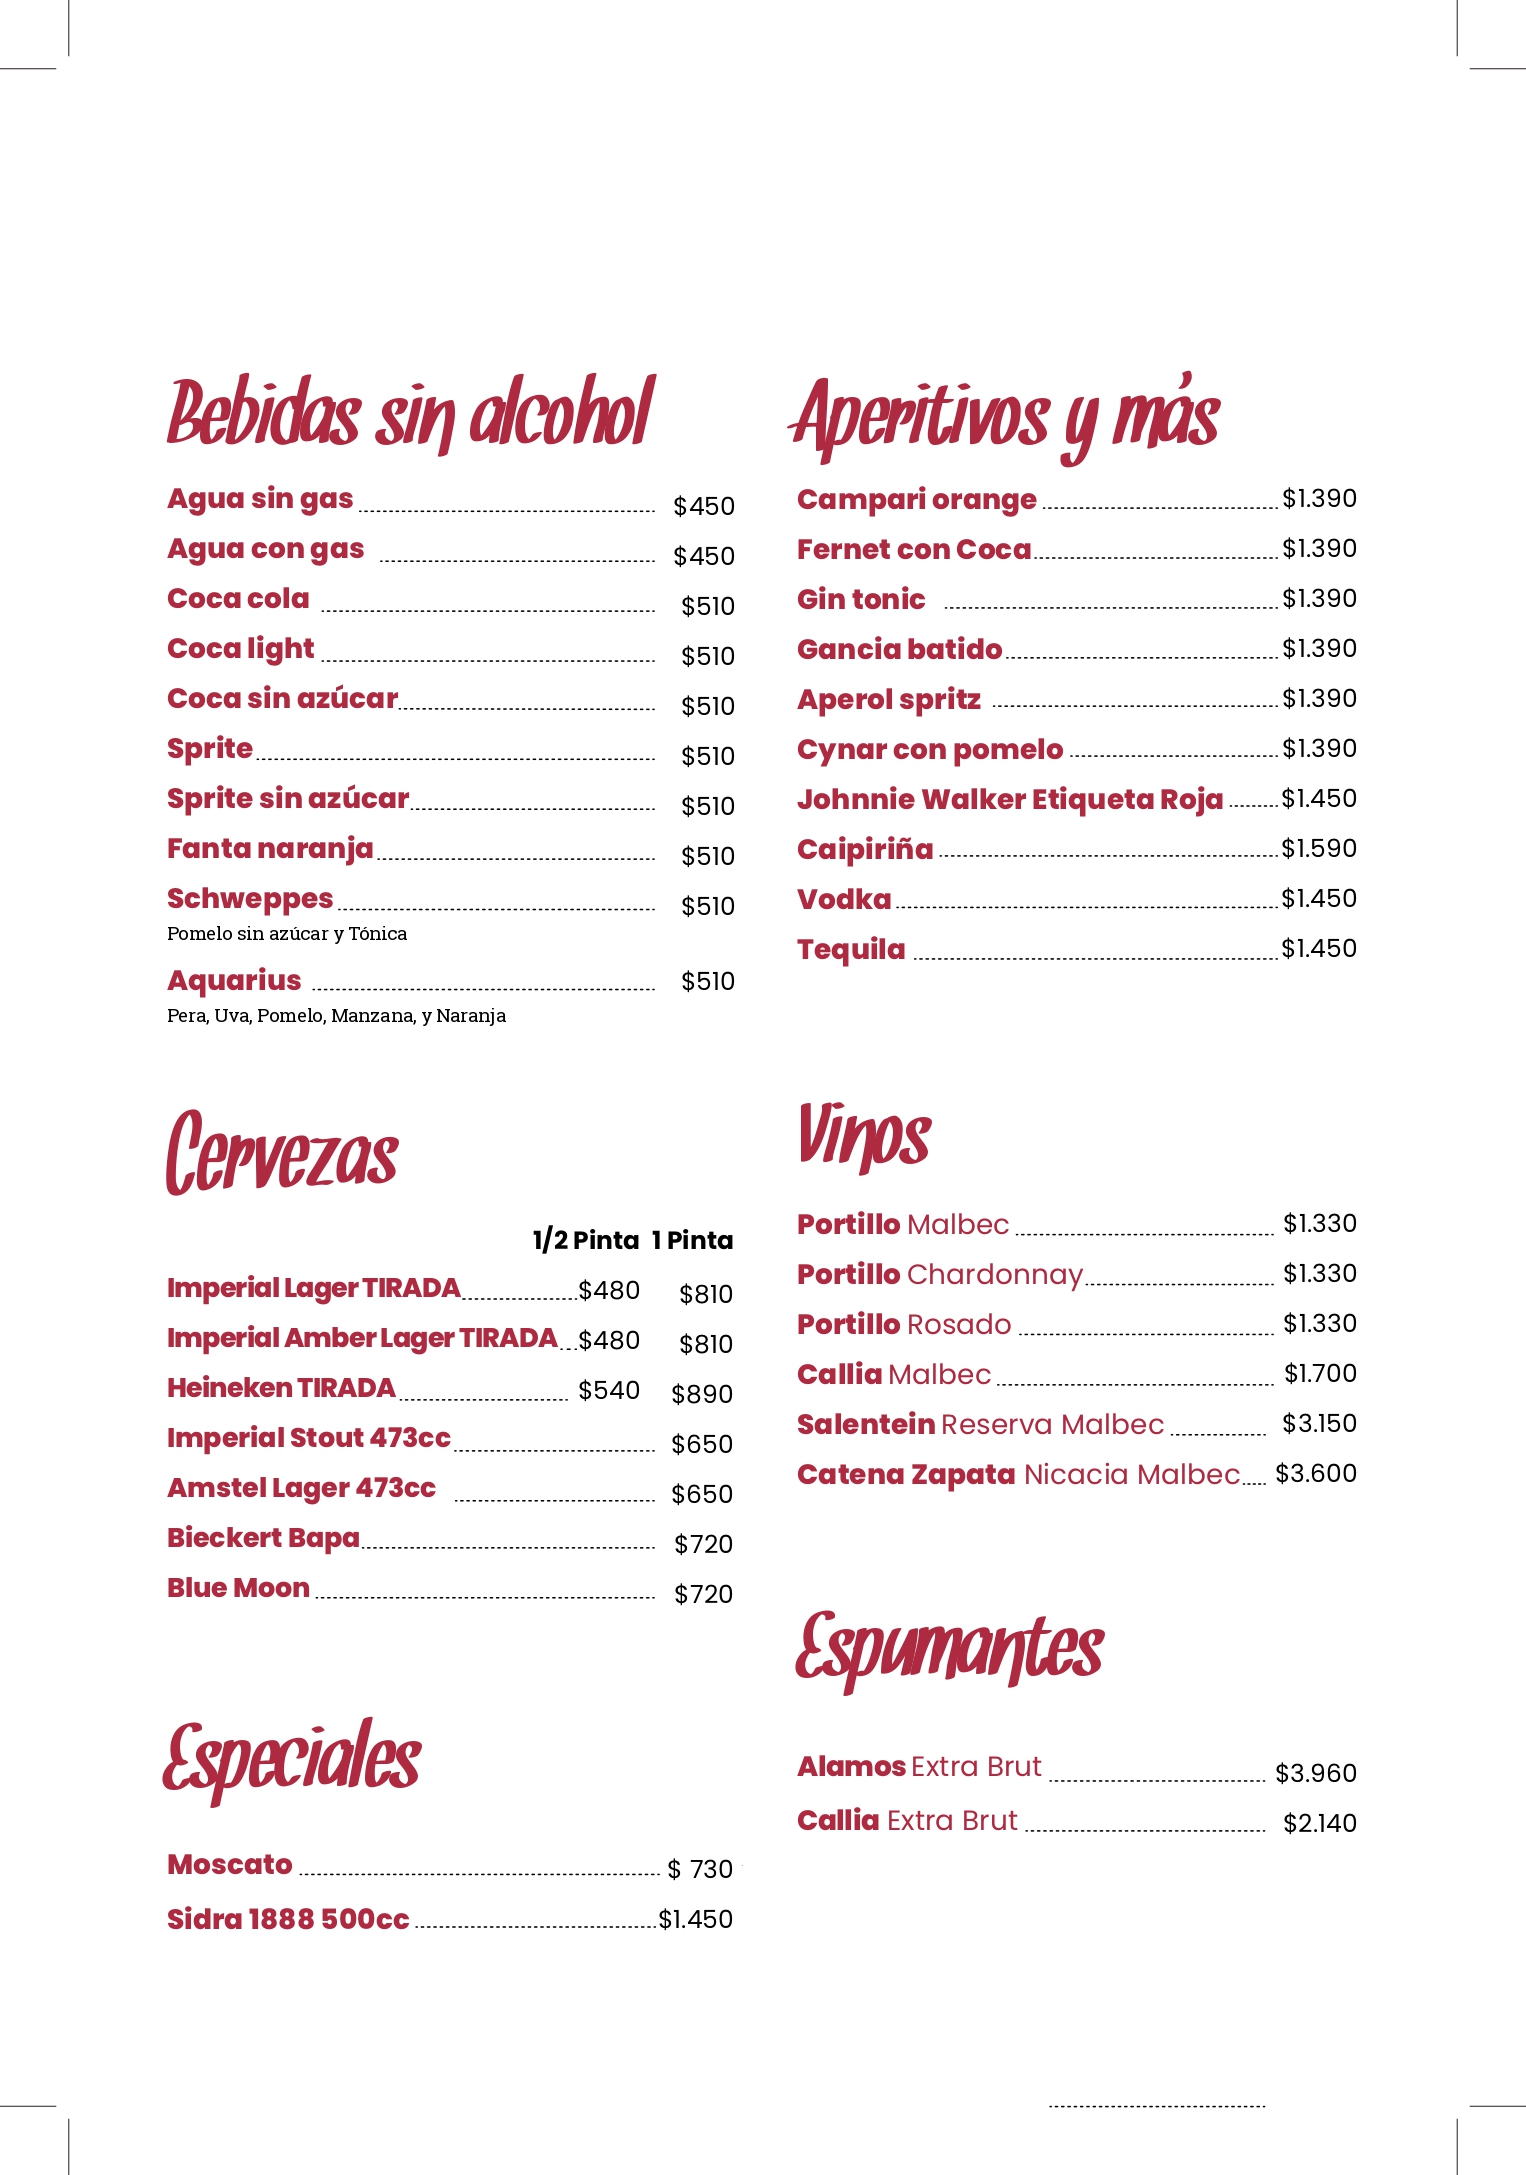 Bebidas sin alcohol
Agua sin gas $450
Agua con gas $450
Coca cola $510
Coca light $510
Coca sin azúcar $510
Sprite $510
Sprite sin azúcar $510
Fanta naranja $510
Schweppes $510
Pomelo sin azúcar y Tónica
Aquarius $510
Pera, Uva, Pomelo, Manzana, y Naranja
Cervezas
1/2 Pinta 1 Pinta
Imperial Lager TIRADA $480 $810
Imperial Amber Lager TIRADA $480 $810
Heineken TIRADA $540 $890
Imperial Stout 473cc $650
Amstel Lager 473cc $650
Bieckert Bapa $720
Blue Moon $720
Especiales
Moscato $ 730
Sidra 1888 500cc $1.450
Aperitivos y más
Campari orange $1.390
Fernet con Coca $1.390
Gin tonic $1.390
Gancia batido $1.390
Aperol spritz $1.390
Cynar con pomelo $1.390
Johnnie Walker Etiqueta Roja $1.450
Caipiriña $1.590
Vodka $1.450
Tequila $1.450
Vinos
Portillo Malbec $1.330
Portillo Chardonnay $1.330
Portillo Rosado $1.330
Callia Malbec $1.700
Salentein Reserva Malbec $3.150
Catena Zapata Nicacia Malbec $3.600
Espumantes
Alamos Extra Brut $3.960
Callia Extra Brut $2.140